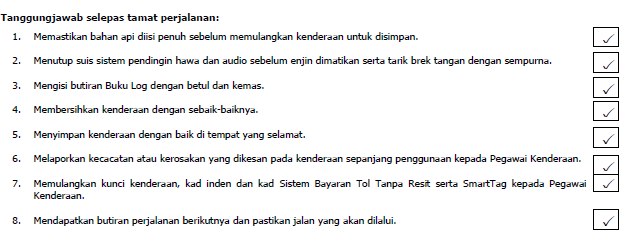 Tanggungjawab selepas tamat perjalanan:
1. Memastikan bahan api diisi penuh sebelum memulangkan kenderaan untuk disimpan.
2. Menutup suis sistem pendingin hawa dan audio sebelum enjin dimatikan serta tarik brek tangan dengan sempurna.
3. Mengisi butiran Buku Log dengan betul dan kemas.
4. Membersihkan kenderaan dengan sebaik-baiknya.
5. Menyimpan kenderaan dengan baik di tempat yang selamat.
6. Melaporkan kecacatan atau kerosakan yang dikesan pada kenderaan sepanjang penggunaan kepada Pegawai Kenderaan.
7. Memulangkan kunci kenderaan, kad inden dan kad Sistem Bayaran Tol Tanpa Resit serta SmartTag kepada Pegawai
Kenderaan.
8. Mendapatkan butiran perjalanan berikutnya dan pastikan jalan yang akan dilalui.